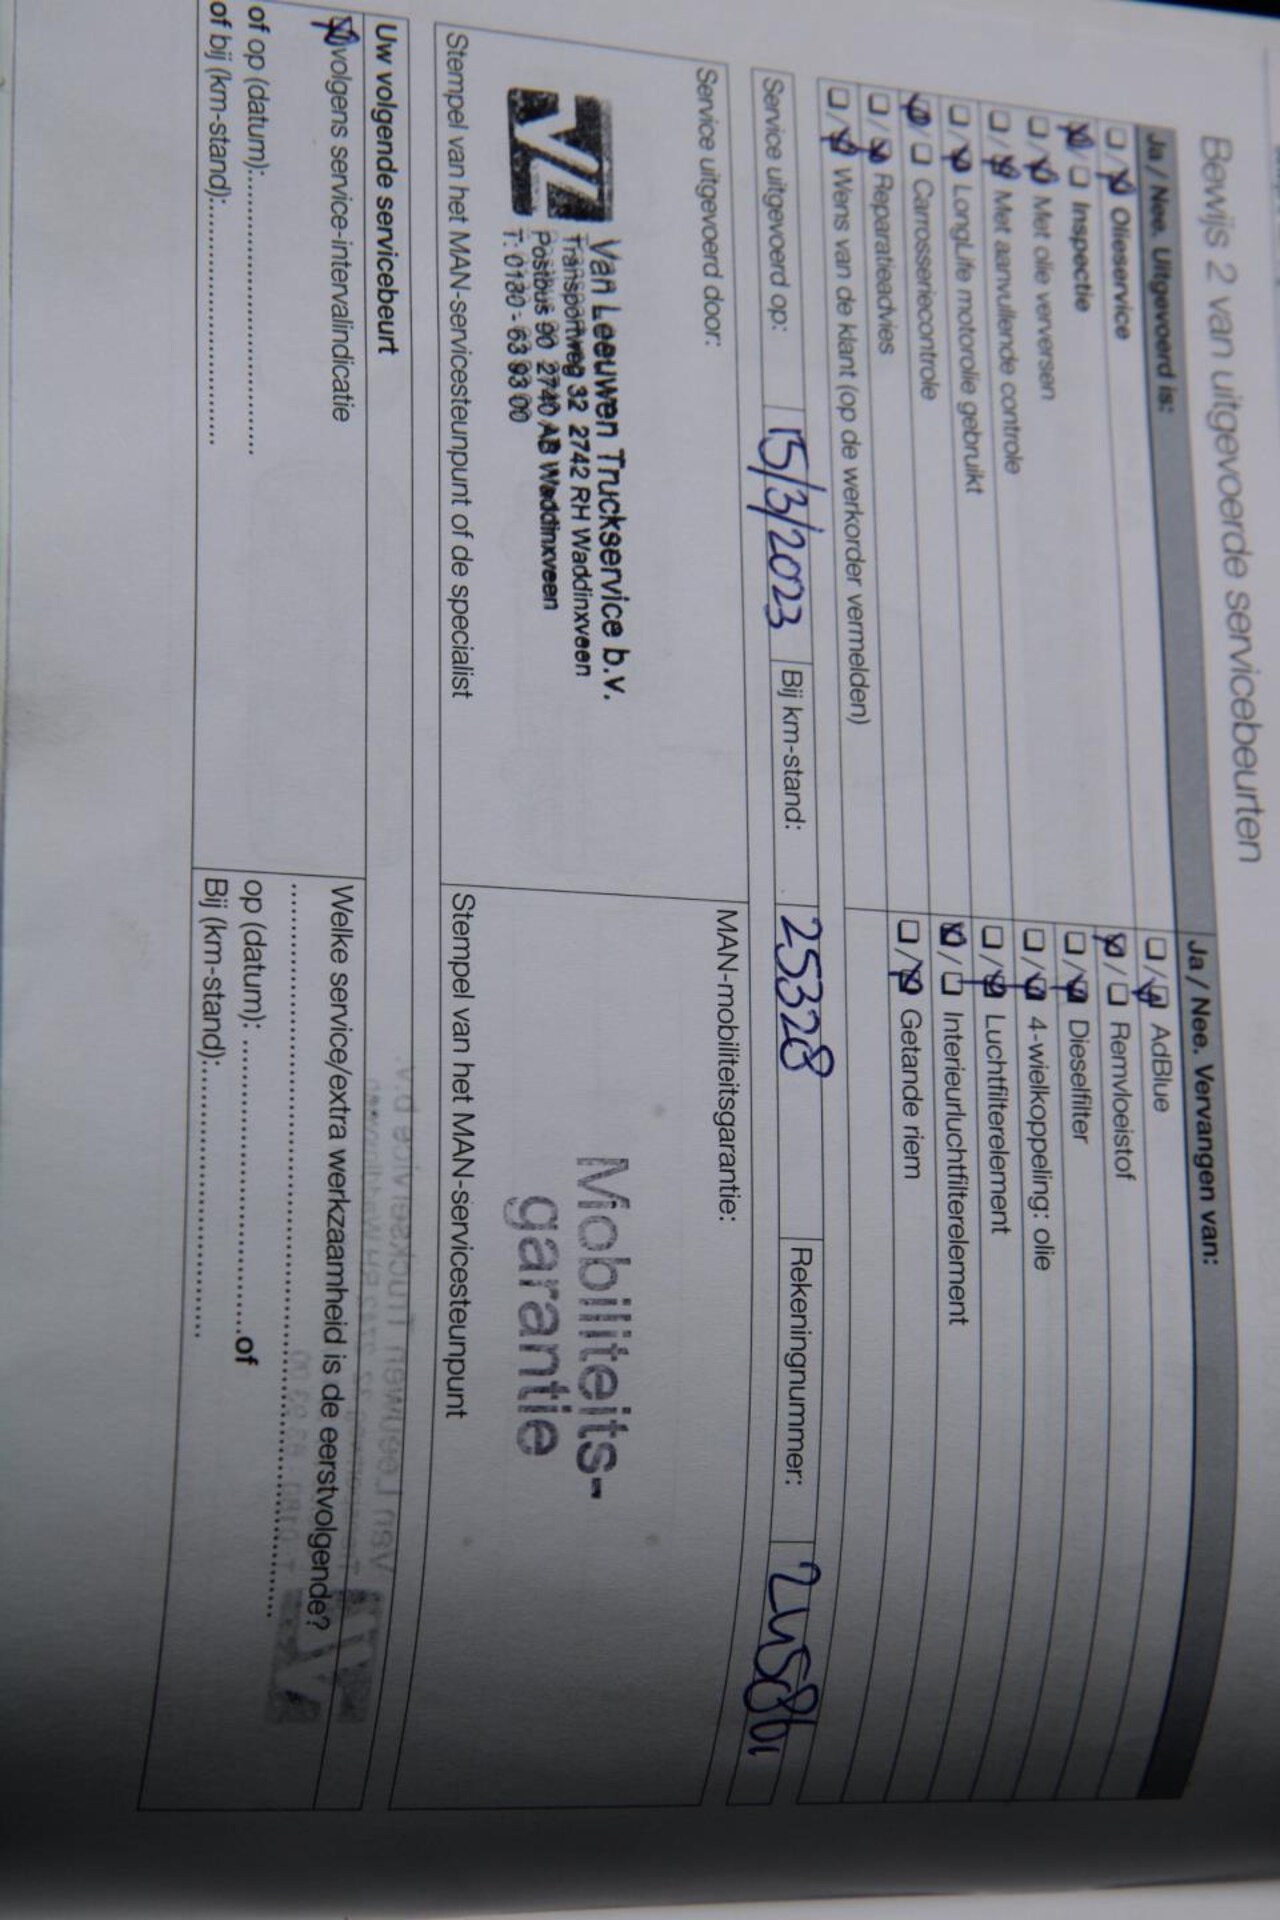 Bewijs 2 van uitgevoerde servicebeurten
Ja / Nee. Uitgevoerd is:
Olieservice
Inspectie
Met olie verversen
Met aanvullende controle
LongLife motorolie gebruikt
Carrosseriecontrole
Reparatieadvies
Wens van de klant (op de werkorder vermelden)
Ja / Nee. Vervangen van:
AdBlue
Remvloeistof
Dieselfilter
4-wielkoppeling: olie
Luchtfilterelement
Interieurluchtfilterelement
Getande riem
Service uitgevoerd op: 15/3/2023 Bij km-stand: 25328 Rekeningnummer:
Service uitgevoerd door:
Van Leeuwen Truckservice b.v.
Transportweg 32 2742 RH Waddinxveen
Postbus 90 2740 AB Waddinxveen
T: 0180 - 63 93 00
Stempel van het MAN-servicesteunpunt of de specialist
MAN-mobiliteitsgarantie:
Mobiliteits-
garantie
Stempel van het MAN-servicesteunpunt
Uw volgende servicebeurt
volgens service-intervalindicatie
of op (datum):
of bij (km-stand):
Welke service/extra werkzaamheid is de eerstvolgende?
op (datum): of
Bij (km-stand):